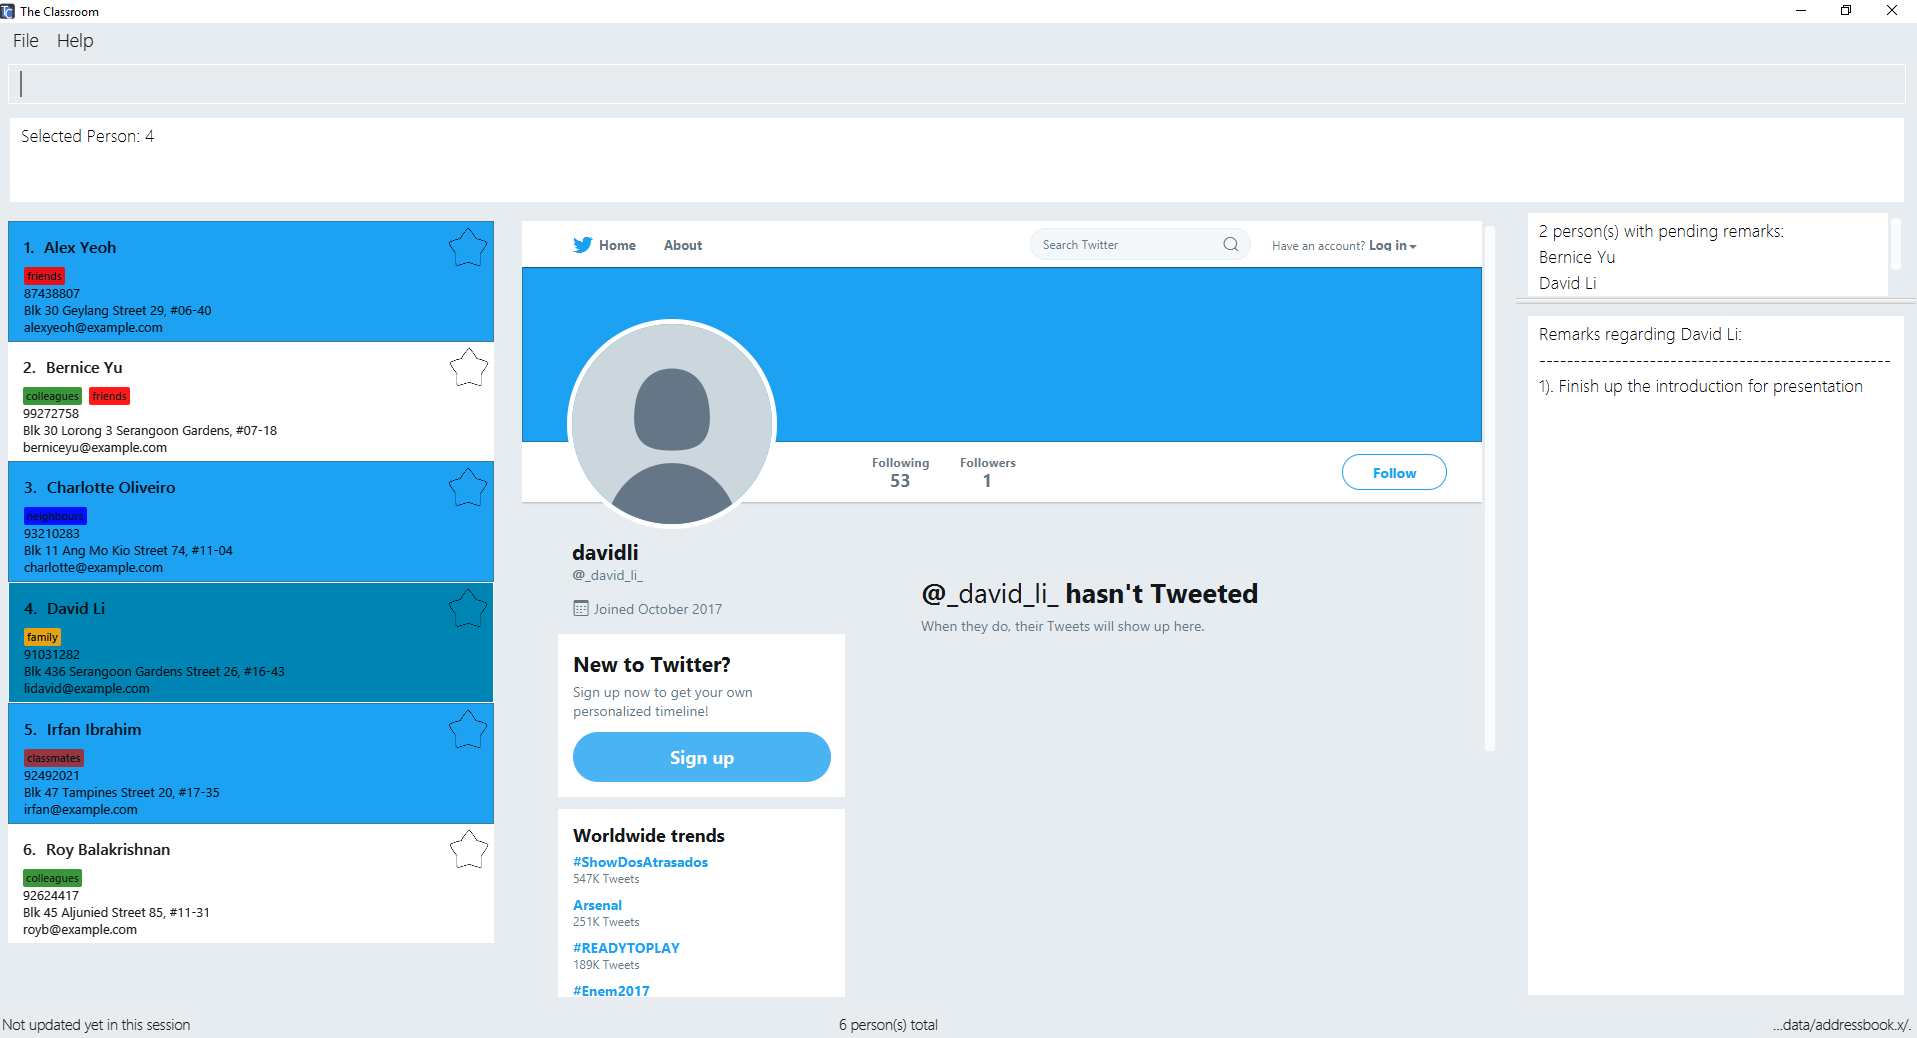 The Classroom
File Help
Selected Person: 4
1. Alex Yeoh
friends
87438807
Blk 30 Geylang Street 29, #06-40
alexyeoh@example.com
2. Bernice Yu
colleagues friends
99272758
Blk 30 Lorong 3 Serangoon Gardens, #07-18
berniceyu@example.com
3. Charlotte Oliveiro
neighbours
93210283
Blk 11 Ang Mo Kio Street 74, #11-04
charlotte@example.com
4. David Li
family
91031282
Blk 436 Serangoon Gardens Street 26, #16-43
lidavid@example.com
5. Irfan Ibrahim
classmates
92492021
Blk 47 Tampines Street 20, #17-35
irfan@example.com
6. Roy Balakrishnan
colleagues
92624417
Blk 45 Aljunied Street 85, #11-31
royb@example.com
Home About Search Twitter Have an account? Log in
Following Followers
53 1
Follow
davidli
@_david_li_
Joined October 2017
@_david_li_ hasn't Tweeted
When they do, their Tweets will show up here.
New to Twitter?
Sign up now to get your own
personalized timeline!
Sign up
Worldwide trends
#ShowDosAtrasados
547K Tweets
Arsenal
251K Tweets
#READYTOPLAY
189K Tweets
#Enem2017
2 person(s) with pending remarks:
Bernice Yu
David Li
Remarks regarding David Li:
--------------------------------------------------
1). Finish up the introduction for presentation
Not updated yet in this session
6 person(s) total
...data/addressbook.x/.